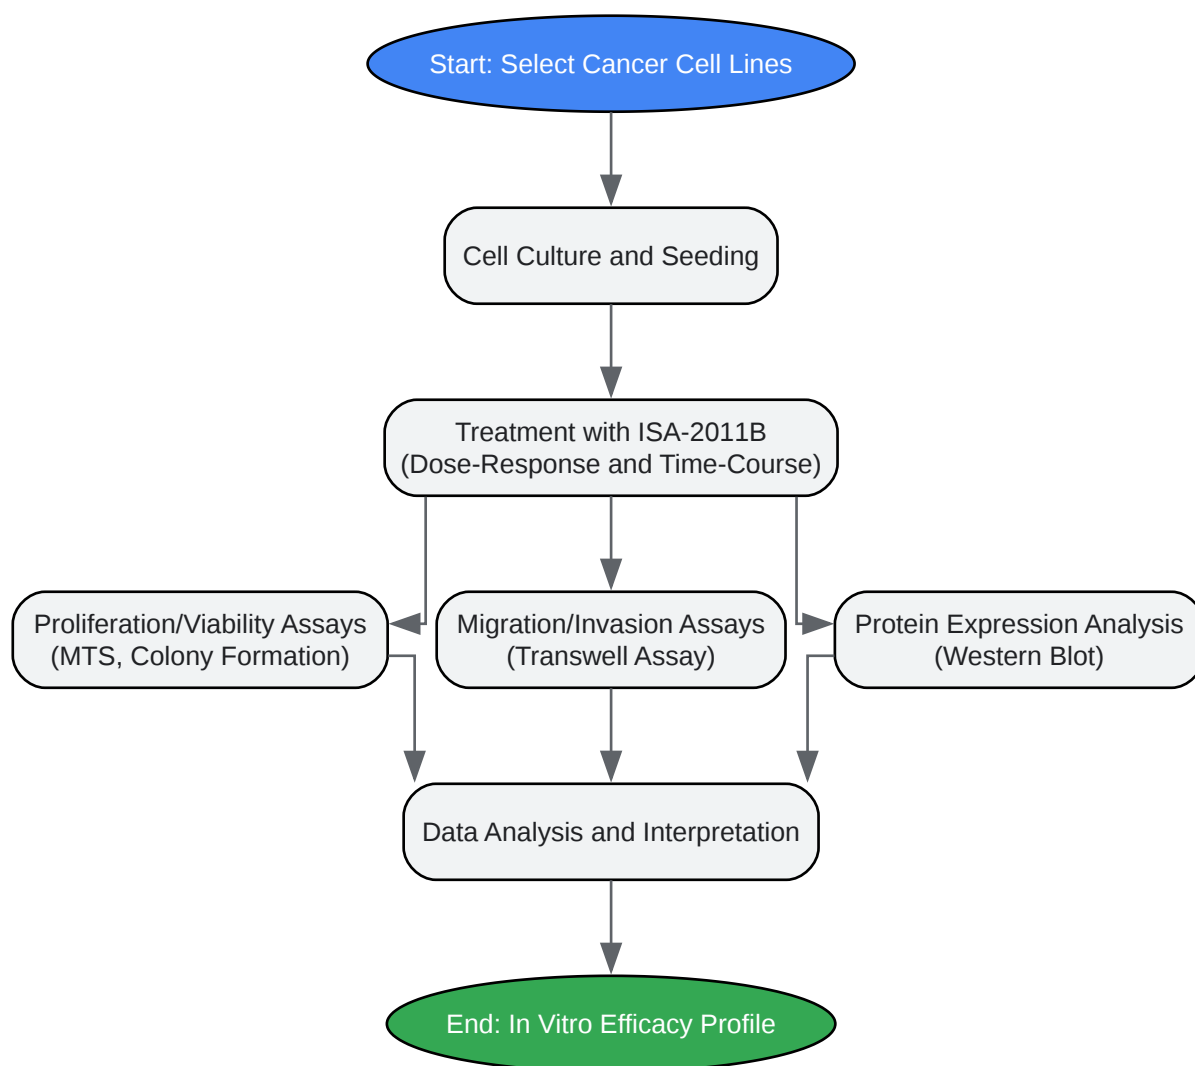 Start: Select Cancer Cell Lines
Cell Culture and Seeding
Treatment with ISA-2011B
(Dose-Response and Time-Course)
Proliferation/Viability Assays
(MTS, Colony Formation)
Migration/Invasion Assays
(Transwell Assay)
Protein Expression Analysis
(Western Blot)
Data Analysis and Interpretation
End: In Vitro Efficacy Profile